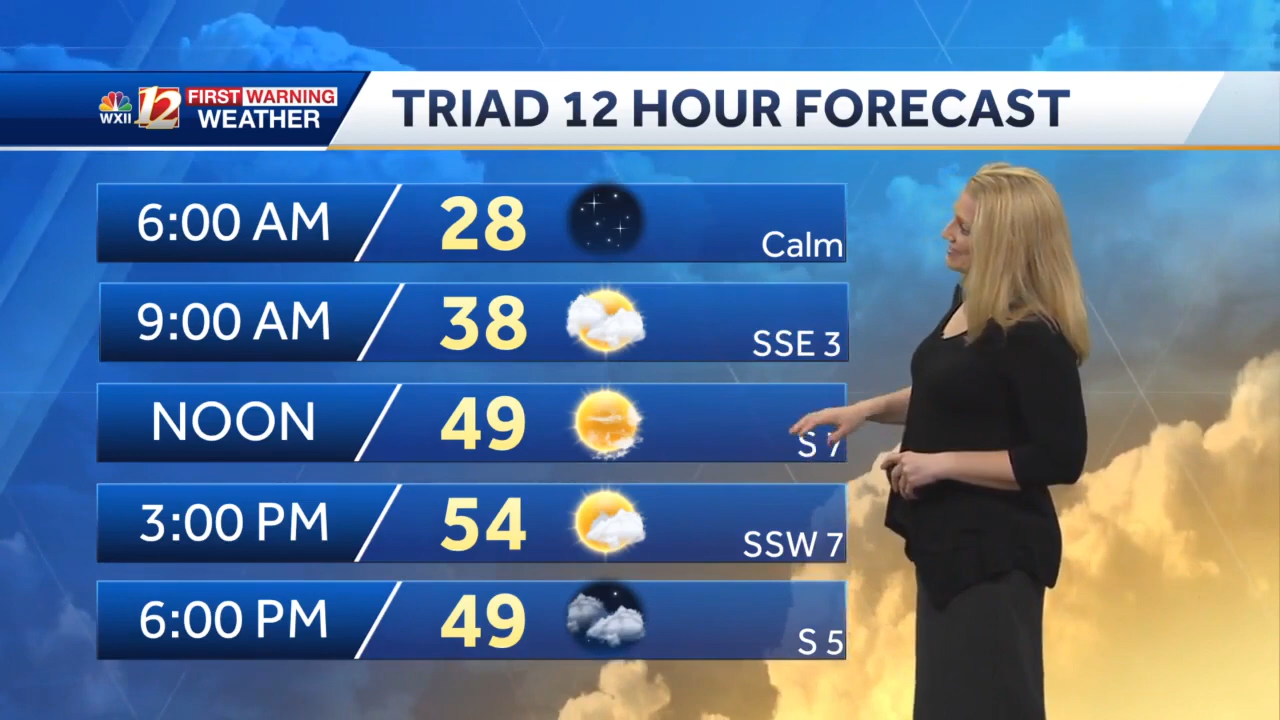 WXII 12 FIRST WARNING
WEATHER
TRIAD 12 HOUR FORECAST
6:00 AM 28 Calm
9:00 AM 38 SSE 3
NOON 49 S 7
3:00 PM 54 SSW 7
6:00 PM 49 S 5